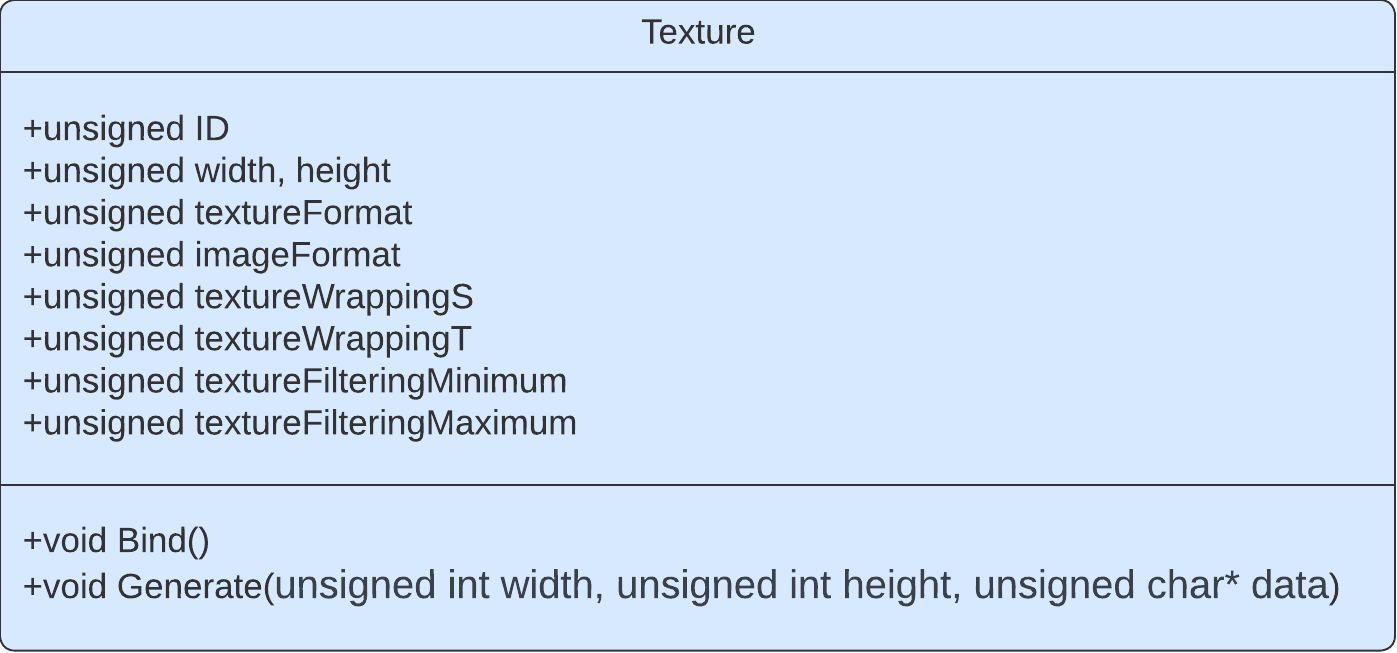 Texture
+unsigned ID
+unsigned width, height
+unsigned textureFormat
+unsigned imageFormat
+unsigned textureWrappingS
+unsigned textureWrappingT
+unsigned textureFilteringMinimum
+unsigned textureFilteringMaximum
+void Bind()
+void Generate(unsigned int width, unsigned int height, unsigned char* data)